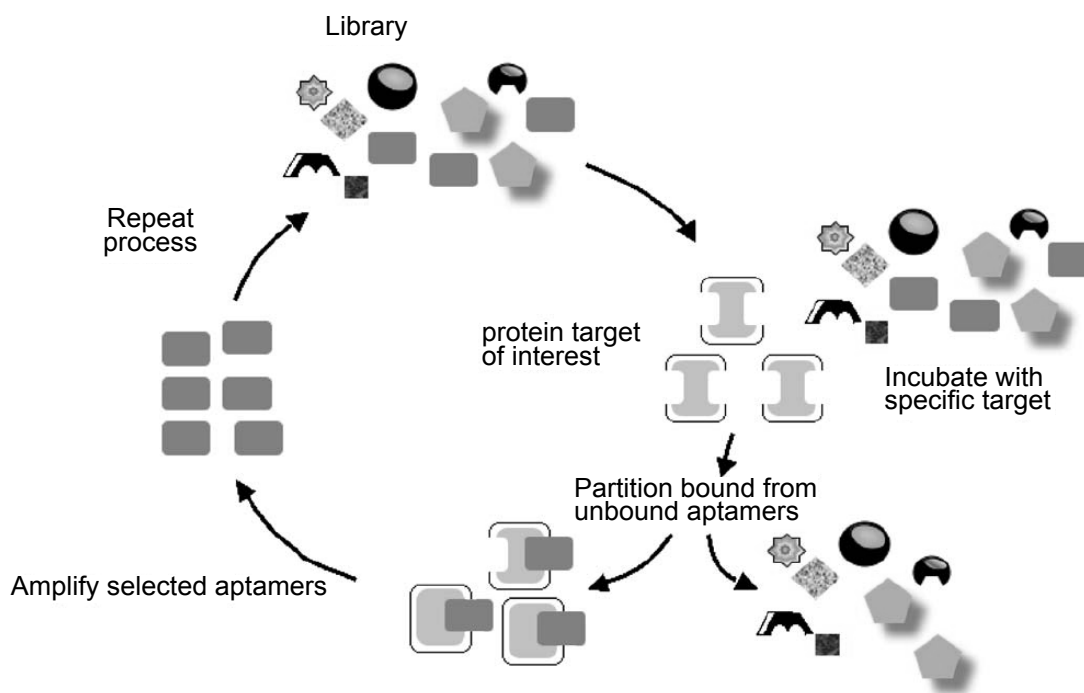 Library
Repeat
process
protein target
of interest
Incubate with
specific target
Partition bound from
unbound aptamers
Amplify selected aptamers